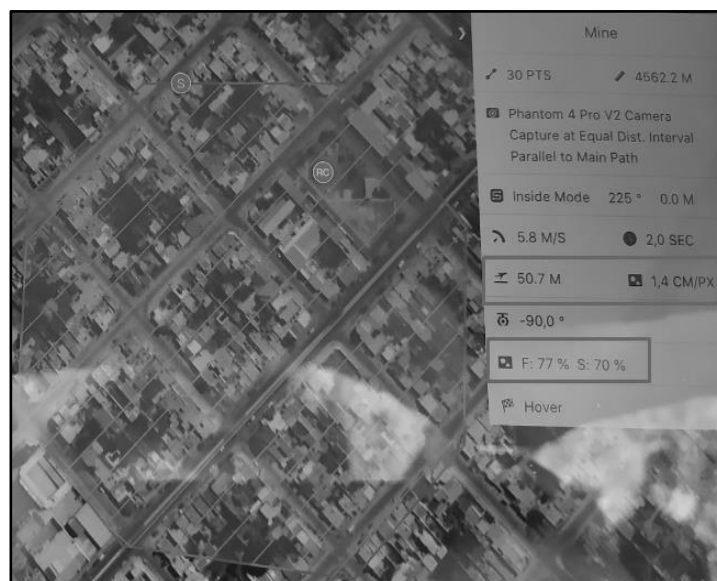 Mine
30 PTS 4562.2 M
Phantom 4 Pro V2 Camera
Capture at Equal Dist. Interval
Parallel to Main Path
Inside Mode 225 ° 0.0 M
5.8 M/S 2,0 SEC
50.7 M 1,4 CM/PX
-90,0 °
F: 77 % S: 70 %
Hover
S
RC